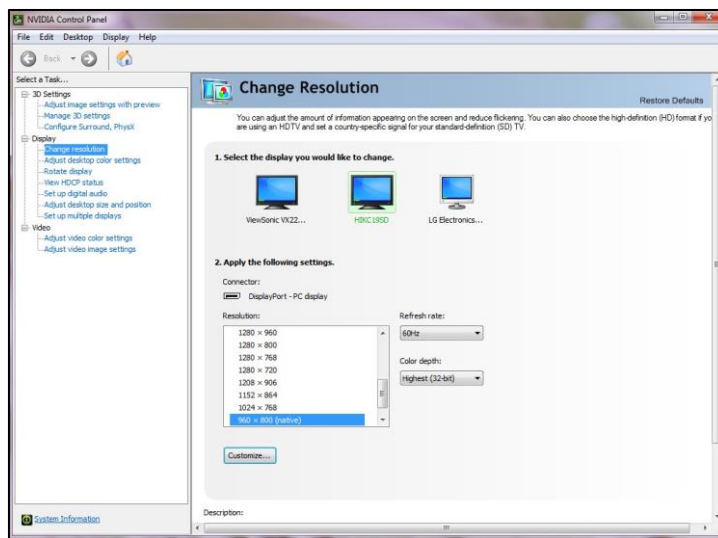 NVIDIA Control Panel
File Edit Desktop Display Help
Back
Select a Task...
3D Settings
Adjust image settings with preview
Manage 3D settings
Configure Surround, PhysX
Display
Change resolution
Adjust desktop color settings
Rotate display
View HDCP status
Set up digital audio
Adjust desktop size and position
Set up multiple displays
Video
Adjust video color settings
Adjust video image settings
System Information
Change Resolution
Restore Defaults
You can adjust the amount of information appearing on the screen and reduce flickering. You can also choose the high-definition (HD) format if yo
are using an HDTV and set a country-specific signal for your standard-definition (SD) TV.
1. Select the display you would like to change.
ViewSonic VX22...
HIKC19SD
LG Electronics...
2. Apply the following settings.
Connector:
DisplayPort - PC display
Resolution:
1280 × 960
1280 × 800
1280 × 768
1280 × 720
1208 × 906
1152 × 864
1024 × 768
960 × 800 (native)
Refresh rate:
60Hz
Color depth:
Highest (32-bit)
Customize...
Description: